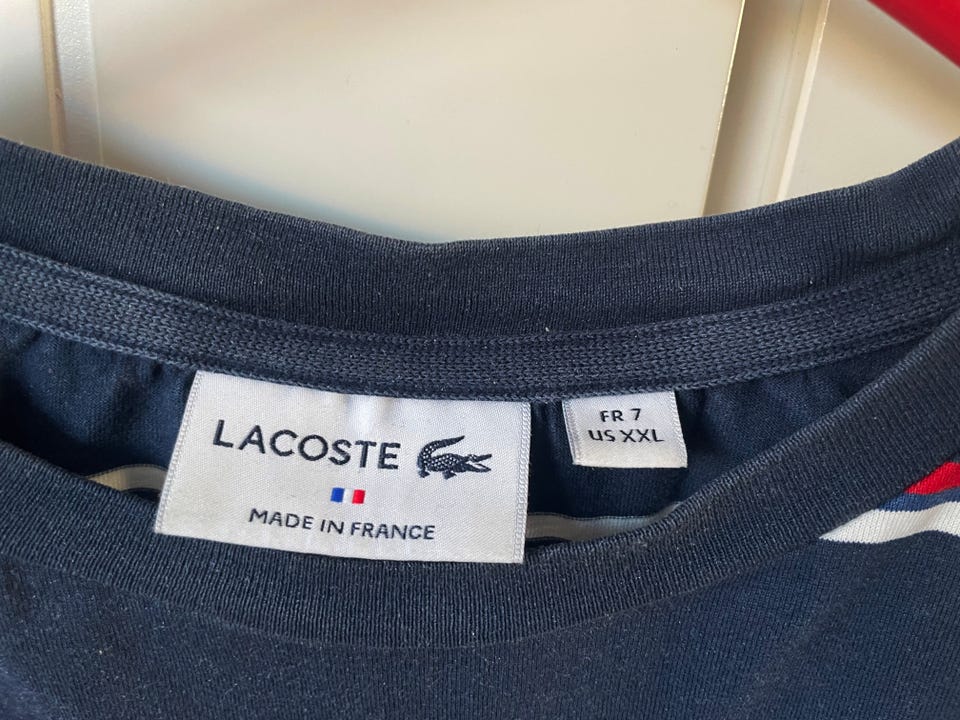 LACOSTE
MADE IN FRANCE
FR 7
US XXL